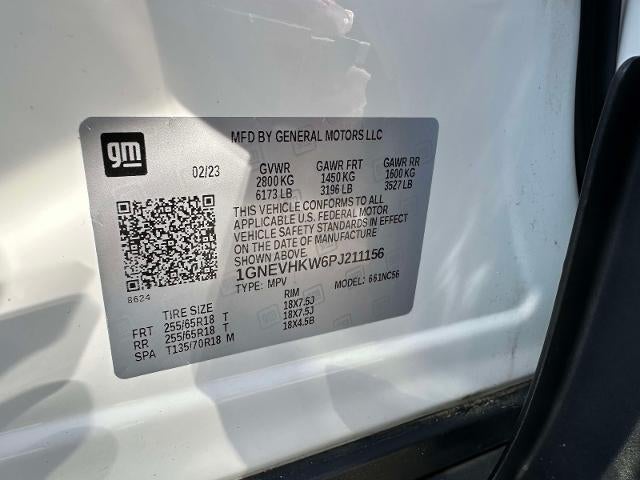 gm
MFD BY GENERAL MOTORS LLC
02/23 GVWR GAWR FRT GAWR RR
2800 KG 1450 KG 1600 KG
6173 LB 3196 LB 3527 LB
THIS VEHICLE CONFORMS TO ALL
APPLICABLE U.S. FEDERAL MOTOR
VEHICLE SAFETY STANDARDS IN EFFECT
ON THE DATE OF MANUFACTURE SHOWN ABOVE.
1GNEVHKW6PJ211156
8624 TYPE: MPV MODEL: 661NC56
TIRE SIZE RIM
FRT 255/65R18 T 18X7.5J
RR 255/65R18 T 18X7.5J
SPA T135/70R18 M 18X4.5B